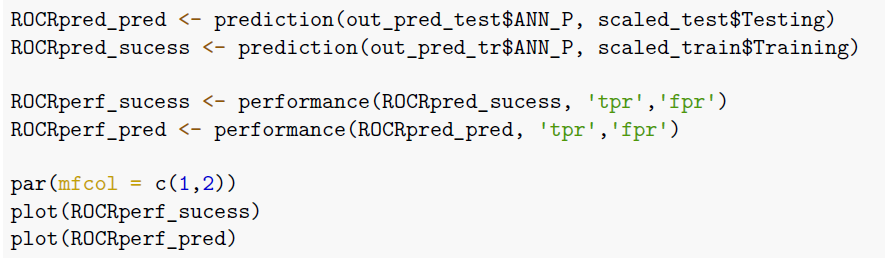 ROCRpred_pred <- prediction(out_pred_test$ANN_P, scaled_test$Testing)
ROCRpred_sucess <- prediction(out_pred_tr$ANN_P, scaled_train$Training)
ROCRperf_sucess <- performance(ROCRpred_sucess, 'tpr','fpr')
ROCRperf_pred <- performance(ROCRpred_pred, 'tpr','fpr')
par(mfcol = c(1,2))
plot(ROCRperf_sucess)
plot(ROCRperf_pred)